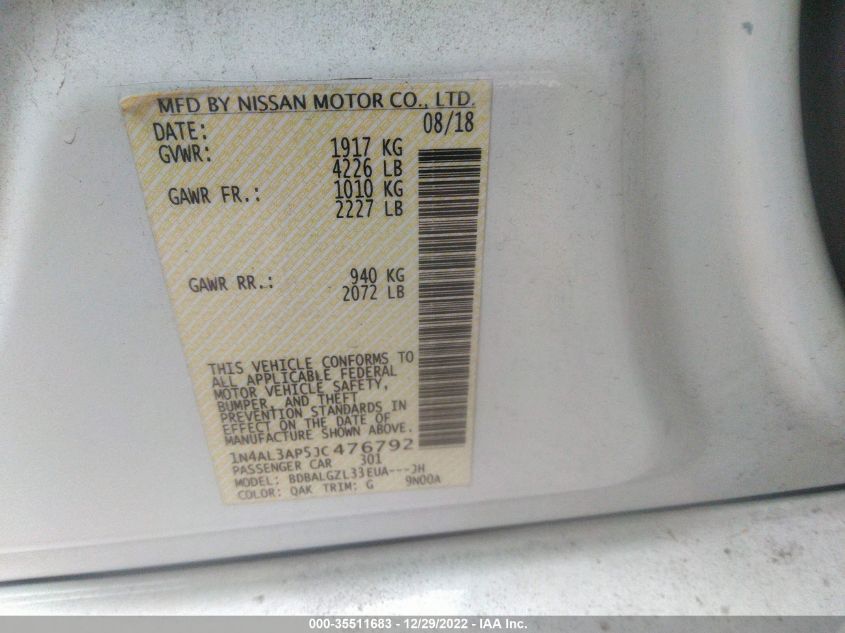 MFD BY NISSAN MOTOR CO., LTD.
DATE: 08/18
GVWR: 1917 KG
4226 LB
GAWR FR.: 1010 KG
2227 LB
GAWR RR.: 940 KG
2072 LB
THIS VEHICLE CONFORMS TO
ALL APPLICABLE FEDERAL
MOTOR VEHICLE SAFETY,
BUMPER, AND THEFT
PREVENTION STANDARDS IN
EFFECT ON THE DATE OF
MANUFACTURE SHOWN ABOVE.
1N4AL3AP5JC476792
PASSENGER CAR 301
MODEL: BDBALGZL33EUA---JH
COLOR: QAK TRIM: G 9N00A
000-35511683 - 12/29/2022 - IAA Inc.